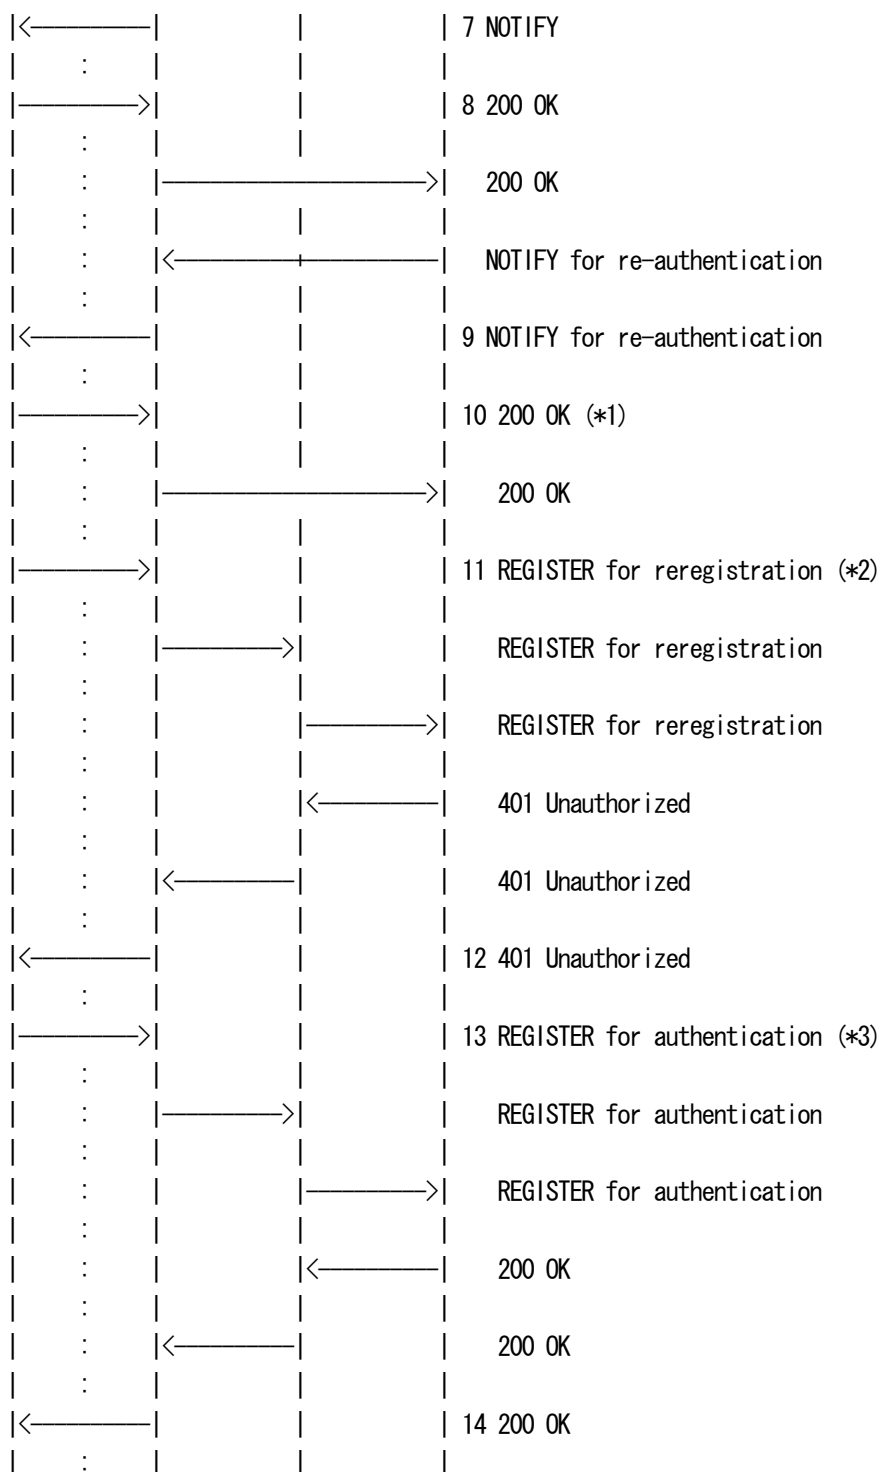 |<----------| | | 7 NOTIFY
| : | | |
|---------->| | | 8 200 OK
| : | | |
| : |---------------------->| 200 OK
| : | | |
| : |<----------+-----------| NOTIFY for re-authentication
| : | | |
|<----------| | | 9 NOTIFY for re-authentication
| : | | |
|---------->| | | 10 200 OK (*1)
| : | | |
| : |---------------------->| 200 OK
| : | | |
|---------->| | | 11 REGISTER for reregistration (*2)
| : | | |
| : |---------->| | REGISTER for reregistration
| : | | |
| : | |---------->| REGISTER for reregistration
| : | | |
| : | |<----------| 401 Unauthorized
| : | | |
| : |<----------| | 401 Unauthorized
| : | | |
|<----------| | | 12 401 Unauthorized
| : | | |
|---------->| | | 13 REGISTER for authentication (*3)
| : | | |
| : |---------->| | REGISTER for authentication
| : | | |
| : | |---------->| REGISTER for authentication
| : | | |
| : | |<----------| 200 OK
| : | | |
| : |<----------| | 200 OK
| : | | |
|<----------| | | 14 200 OK
| : | | |